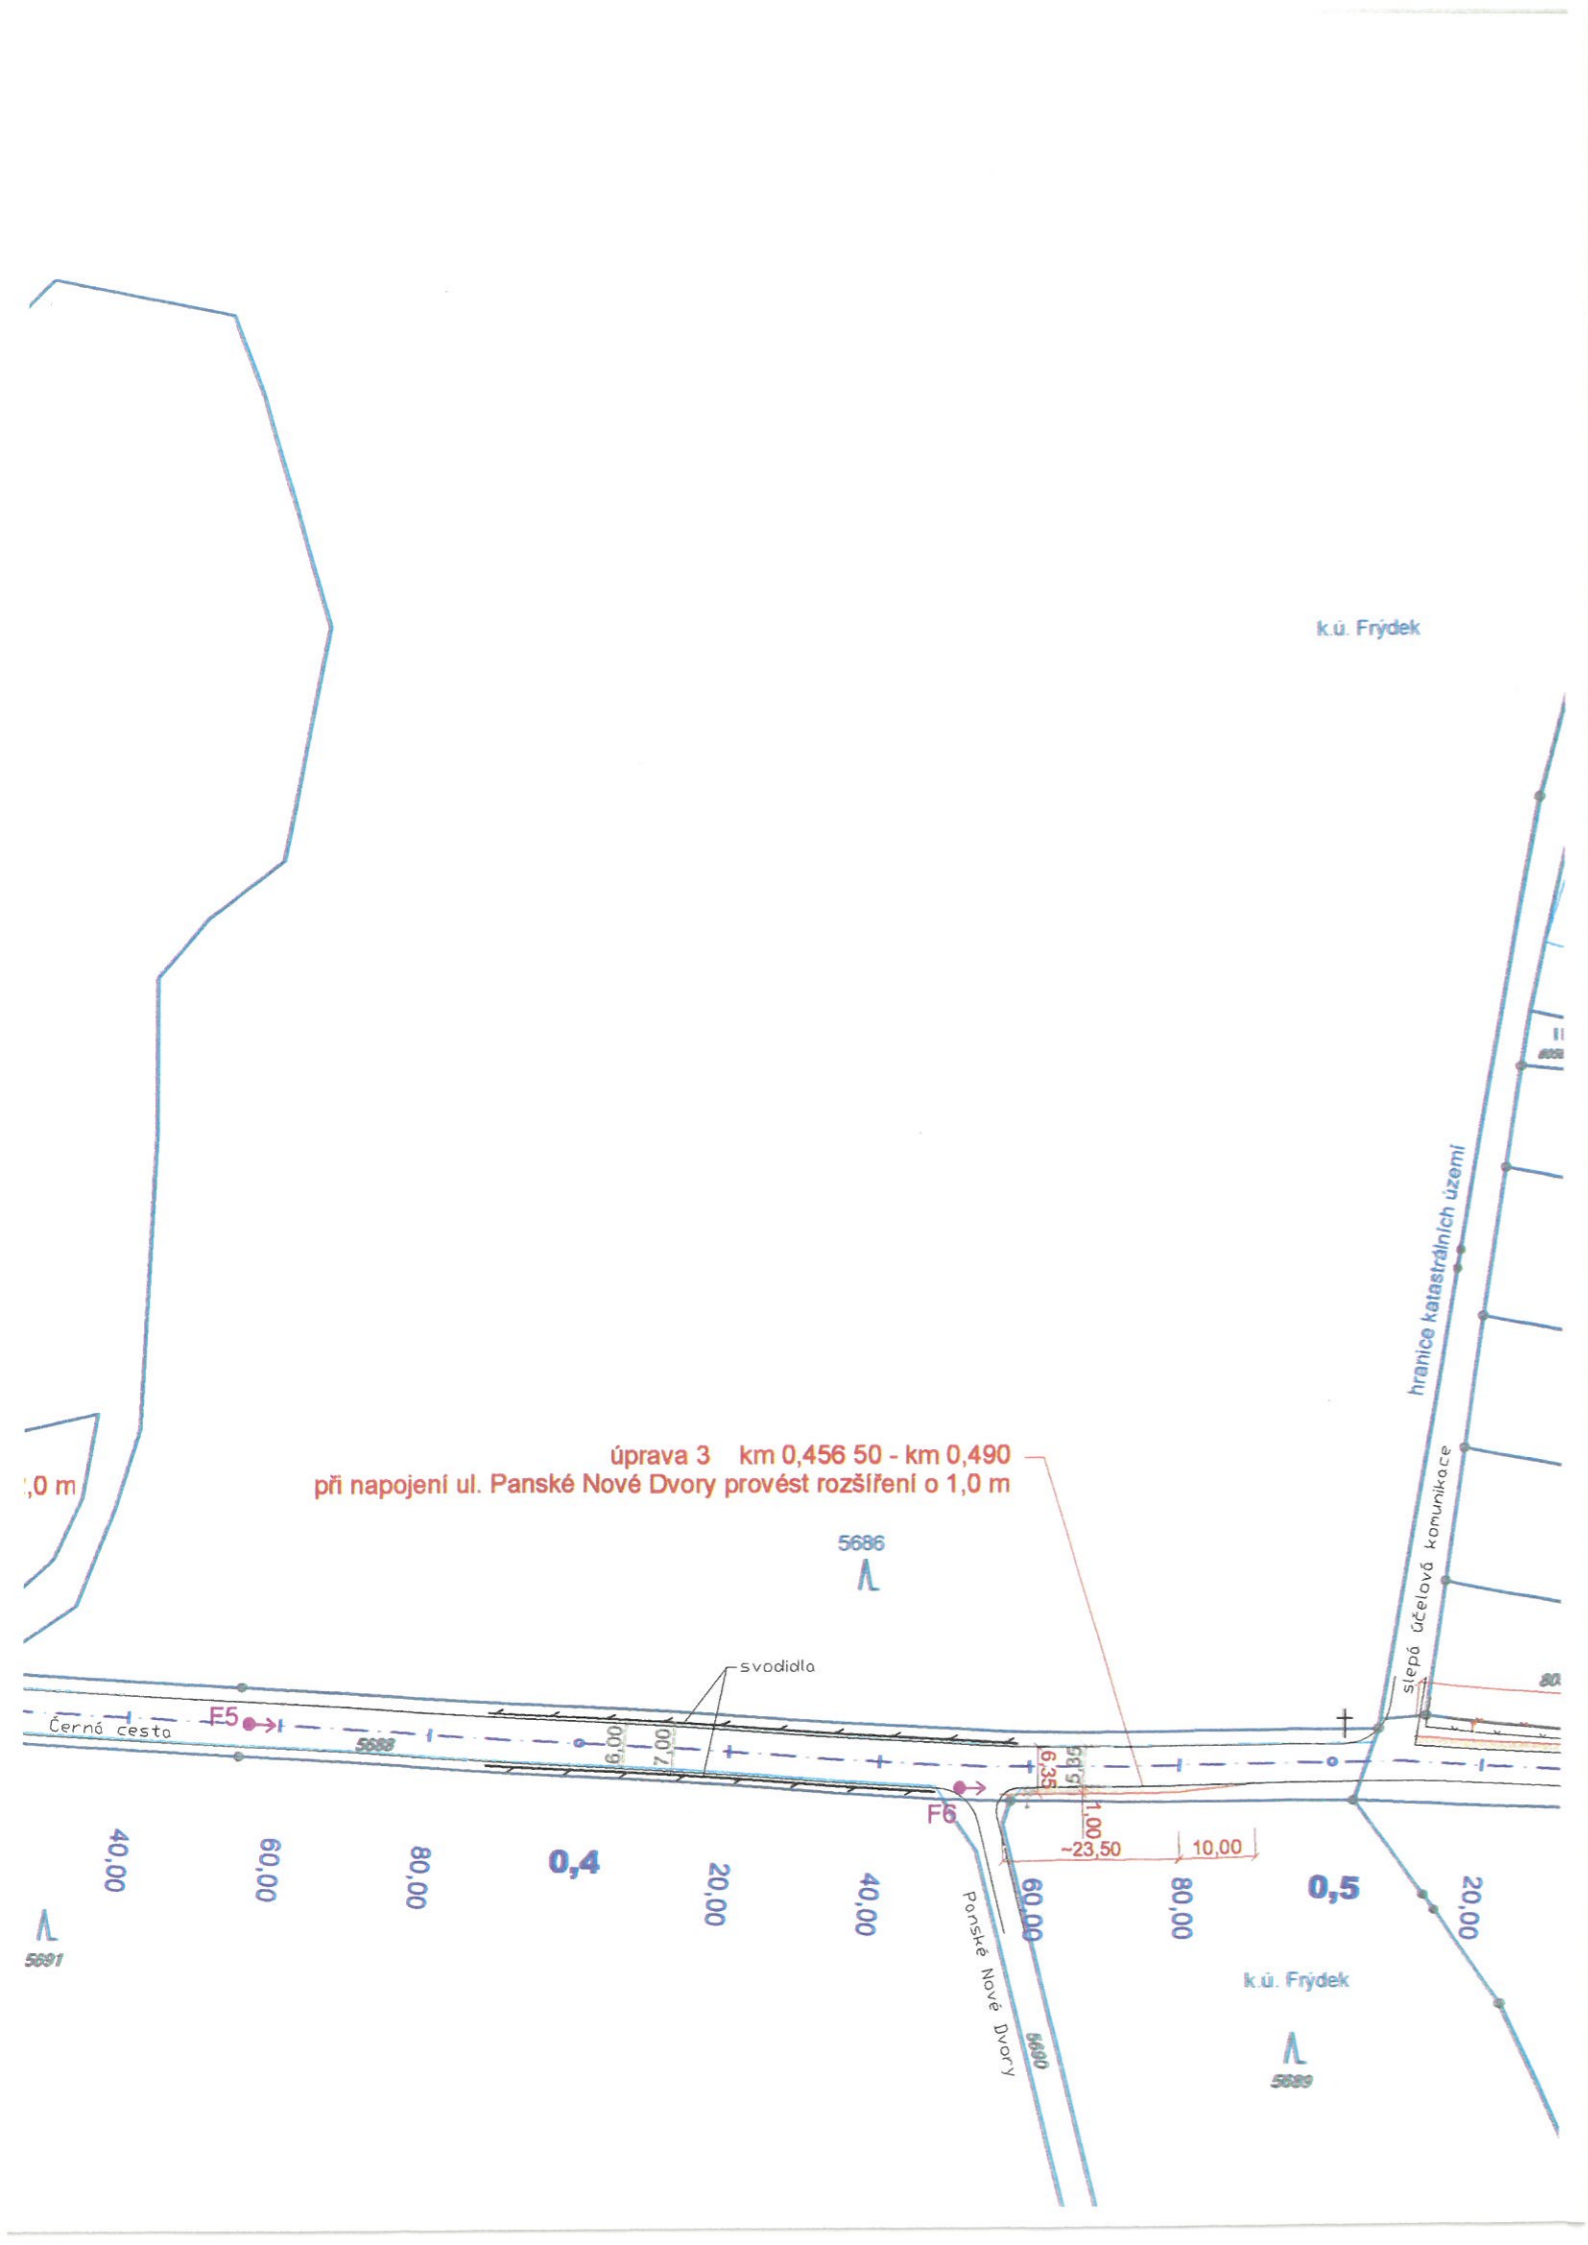 k.ú. Frýdek
hranice katastrálních území
úprava 3 km 0,456 50 - km 0,490
při napojení ul. Panské Nové Dvory provést rozšíření o 1,0 m
,0 m
5686
slepá účelová komunikace
svodidla
F5
Černá cesta
5688
6,00
7,00
6,35
5,35
1,00
F6
~23,50
10,00
40,00
60,00
80,00
0,4
20,00
40,00
60,00
80,00
0,5
20,00
5691
Panské Nové Dvory
5690
k.ú. Frýdek
5689